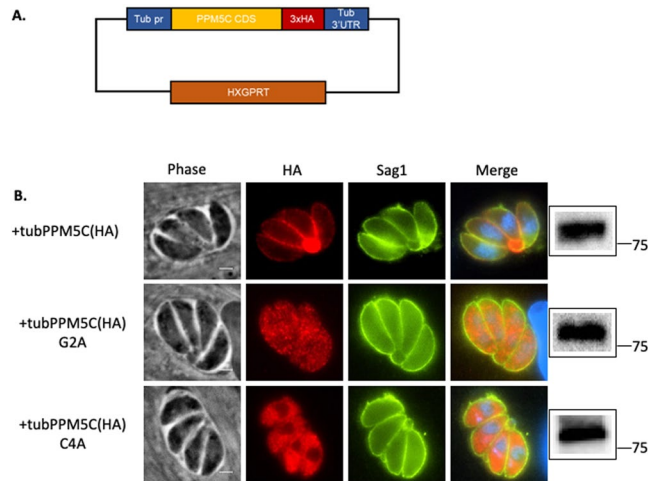 A.
Tub pr PPM5C CDS 3xHA Tub
3'UTR
HXGPRT
B.
Phase HA Sag1 Merge
+tubPPM5C(HA)
—75
+tubPPM5C(HA)
G2A
—75
+tubPPM5C(HA)
C4A
—75